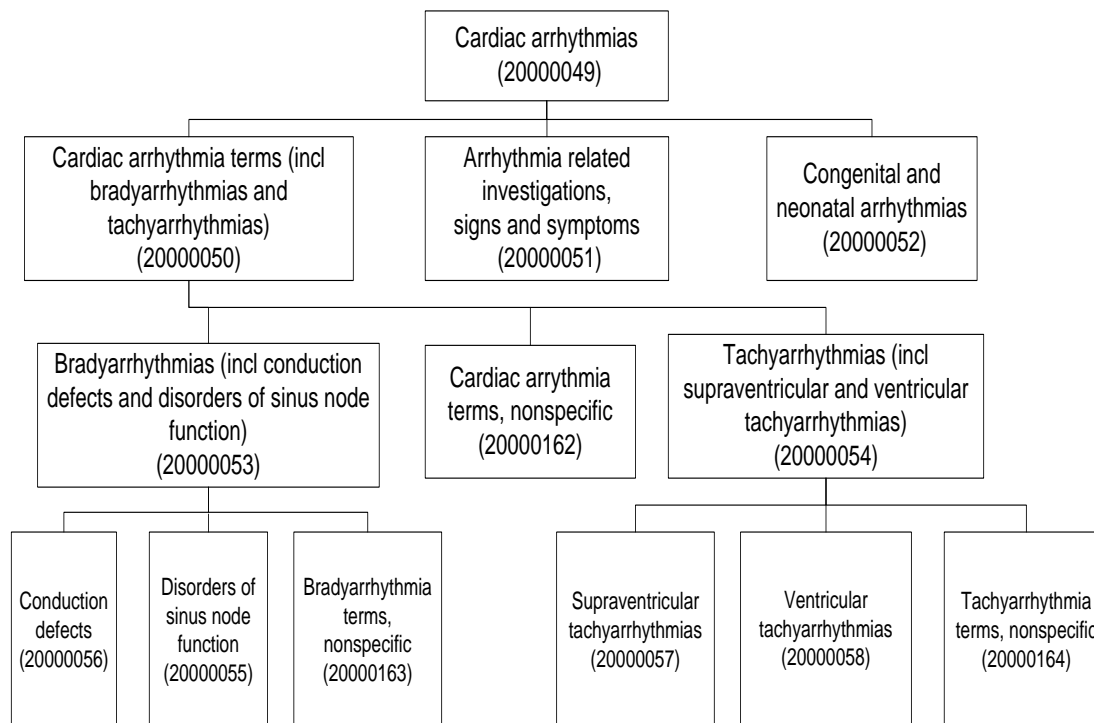 Cardiac arrhythmias
(20000049)
Cardiac arrhythmia terms (incl
bradyarrhythmias and
tachyarrhythmias)
(20000050)
Arrhythmia related
investigations,
signs and symptoms
(20000051)
Congenital and
neonatal arrhythmias
(20000052)
Bradyarrhythmias (incl conduction
defects and disorders of sinus node
function)
(20000053)
Cardiac arrythmia
terms, nonspecific
(20000162)
Tachyarrhythmias (incl
supraventricular and ventricular
tachyarrhythmias)
(20000054)
Conduction
defects
(20000056)
Disorders of
sinus node
function
(20000055)
Bradyarrhythmia
terms,
nonspecific
(20000163)
Supraventricular
tachyarrhythmias
(20000057)
Ventricular
tachyarrhythmias
(20000058)
Tachyarrhythmia
terms, nonspecific
(20000164)